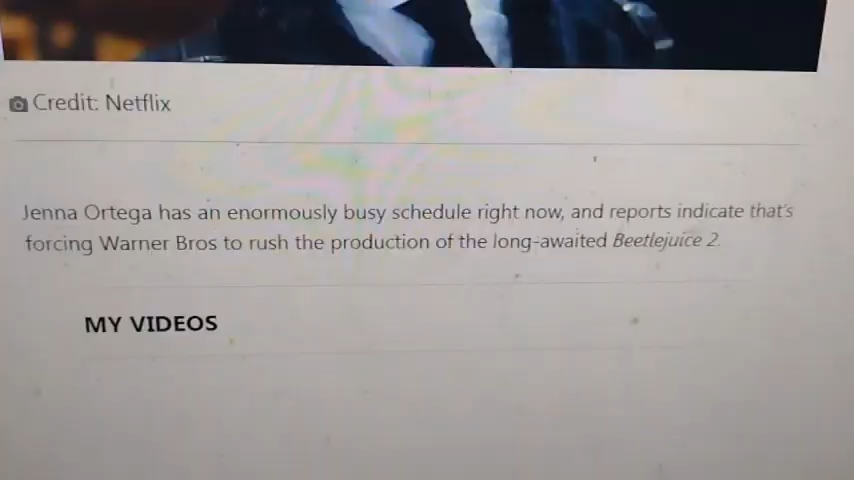 Credit: Netflix
Jenna Ortega has an enormously busy schedule right now, and reports indicate that's
forcing Warner Bros to rush the production of the long-awaited Beetlejuice 2.
MY VIDEOS